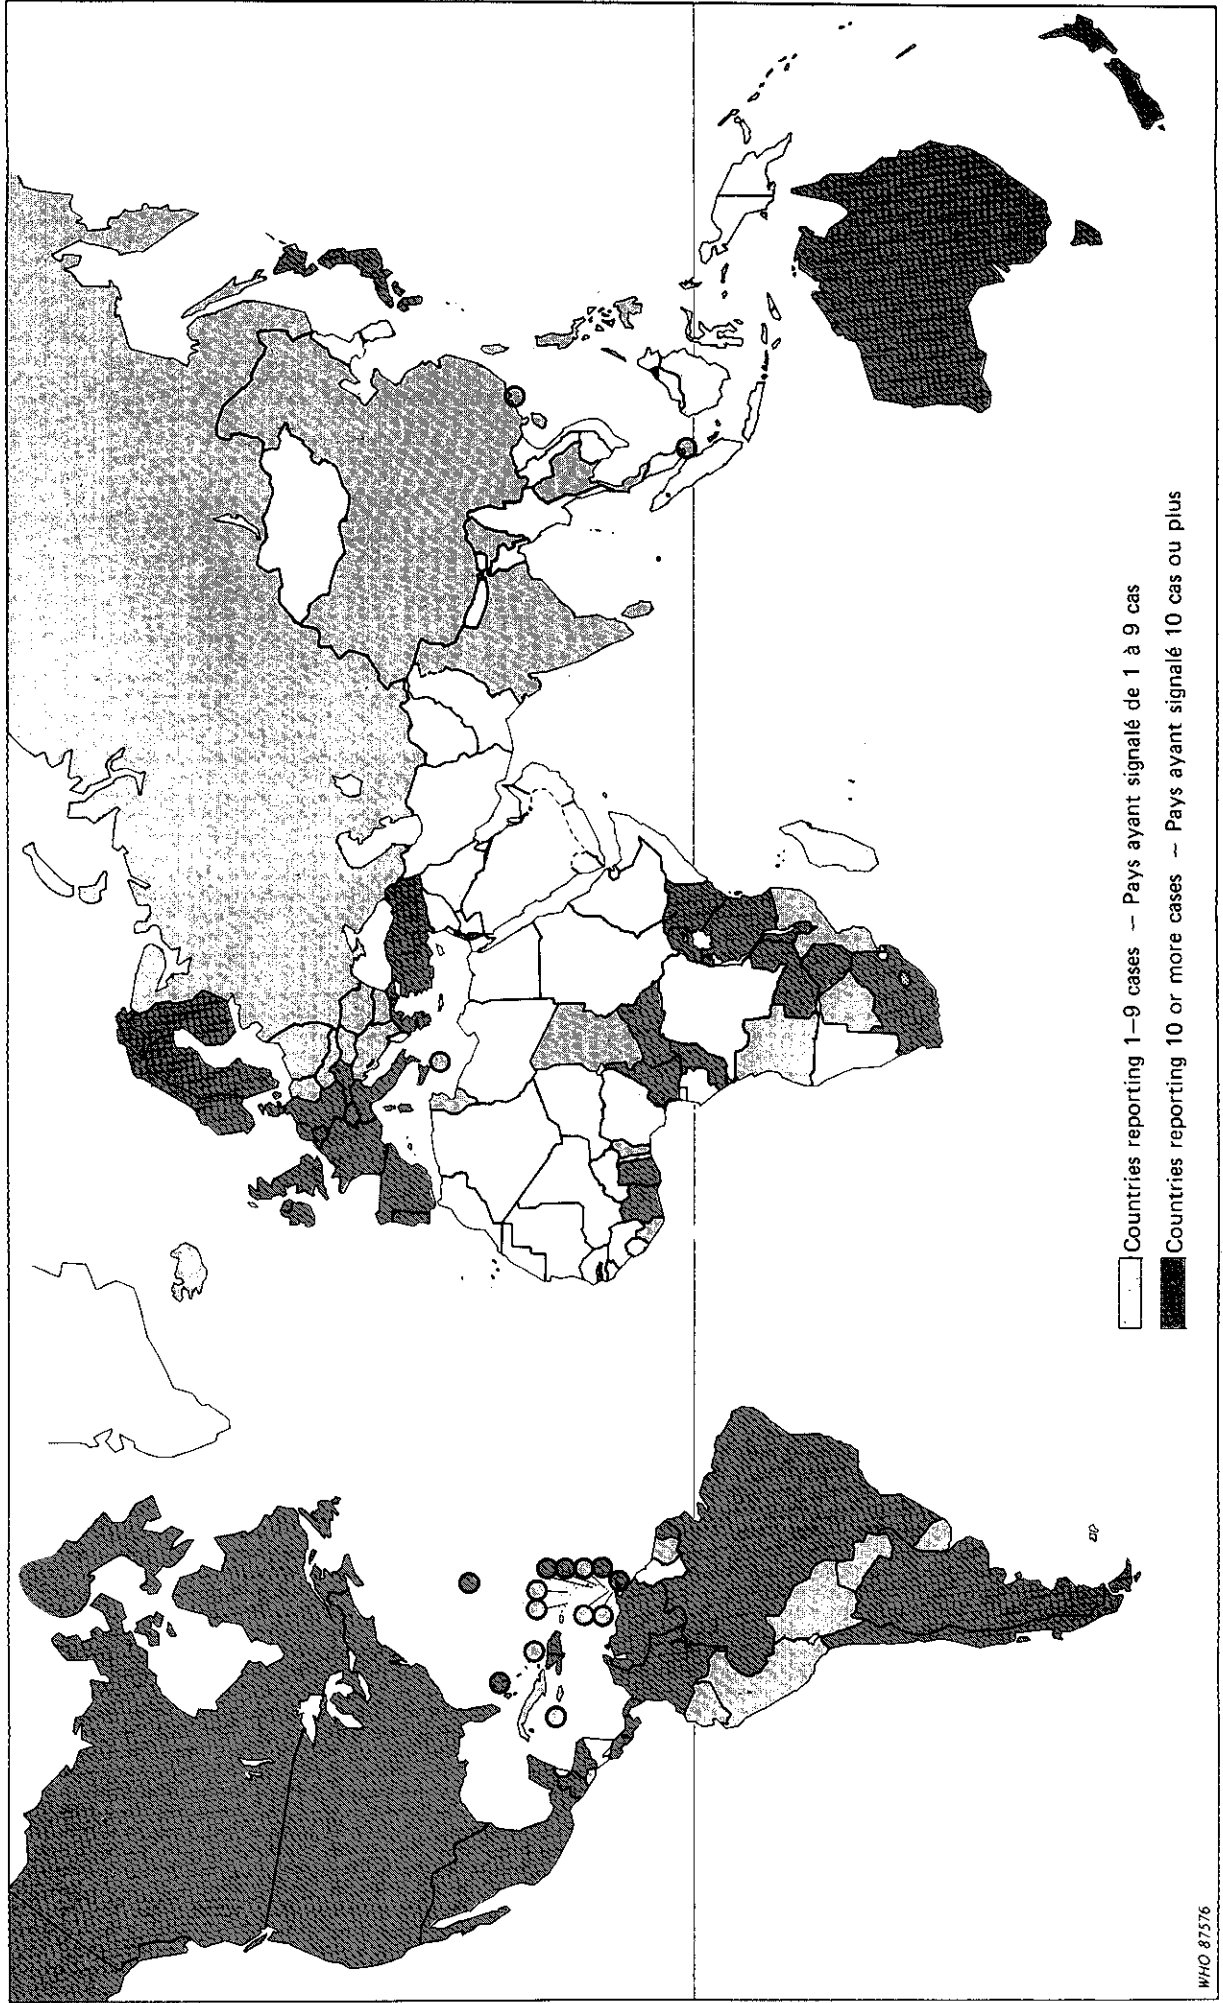 Countries reporting 1–9 cases – Pays ayant signalé de 1 à 9 cas
Countries reporting 10 or more cases – Pays ayant signalé 10 cas ou plus
WHO 87576